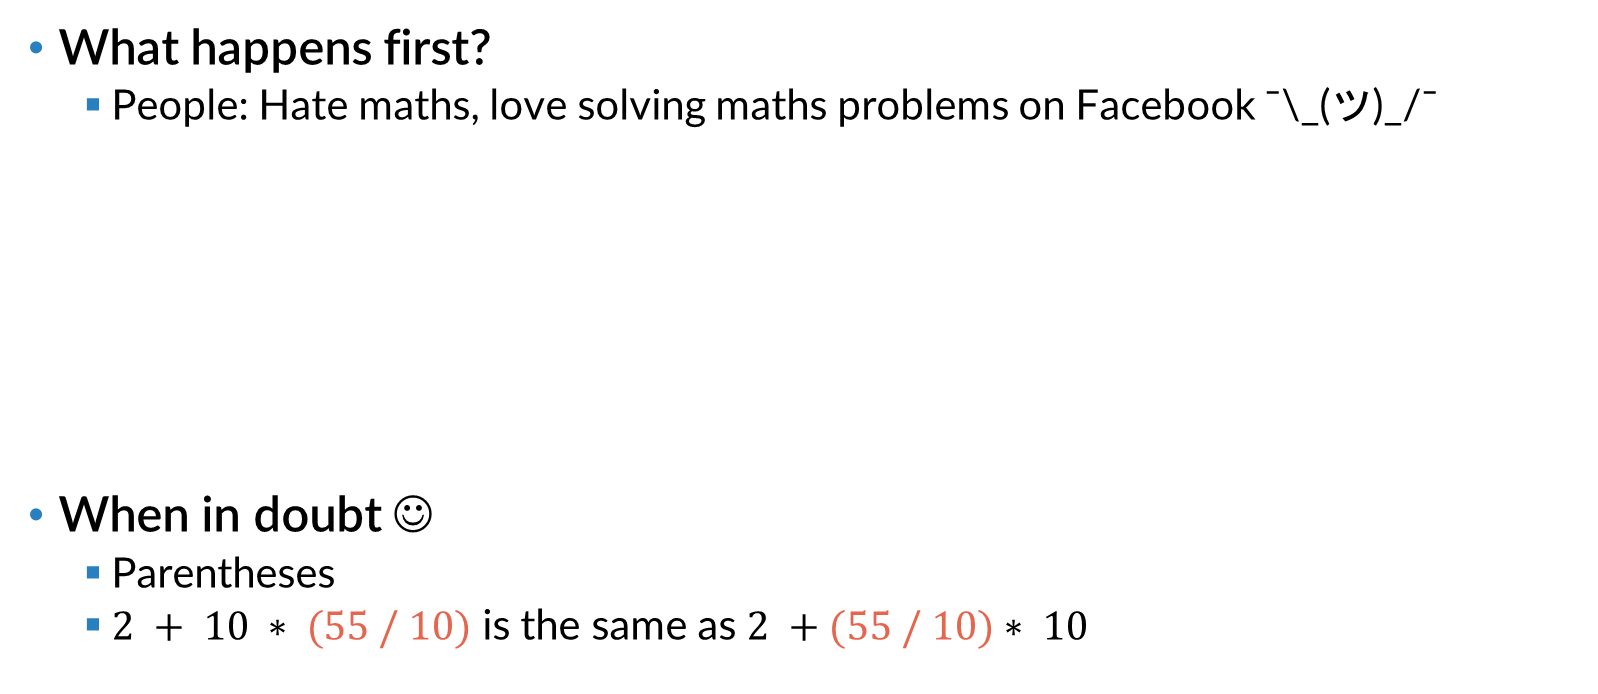 • What happens first?
▪ People: Hate maths, love solving maths problems on Facebook ¯\_(ツ)_/¯
• When in doubt ☺
▪ Parentheses
▪ 2 + 10 * (55 / 10) is the same as 2 + (55 / 10) * 10